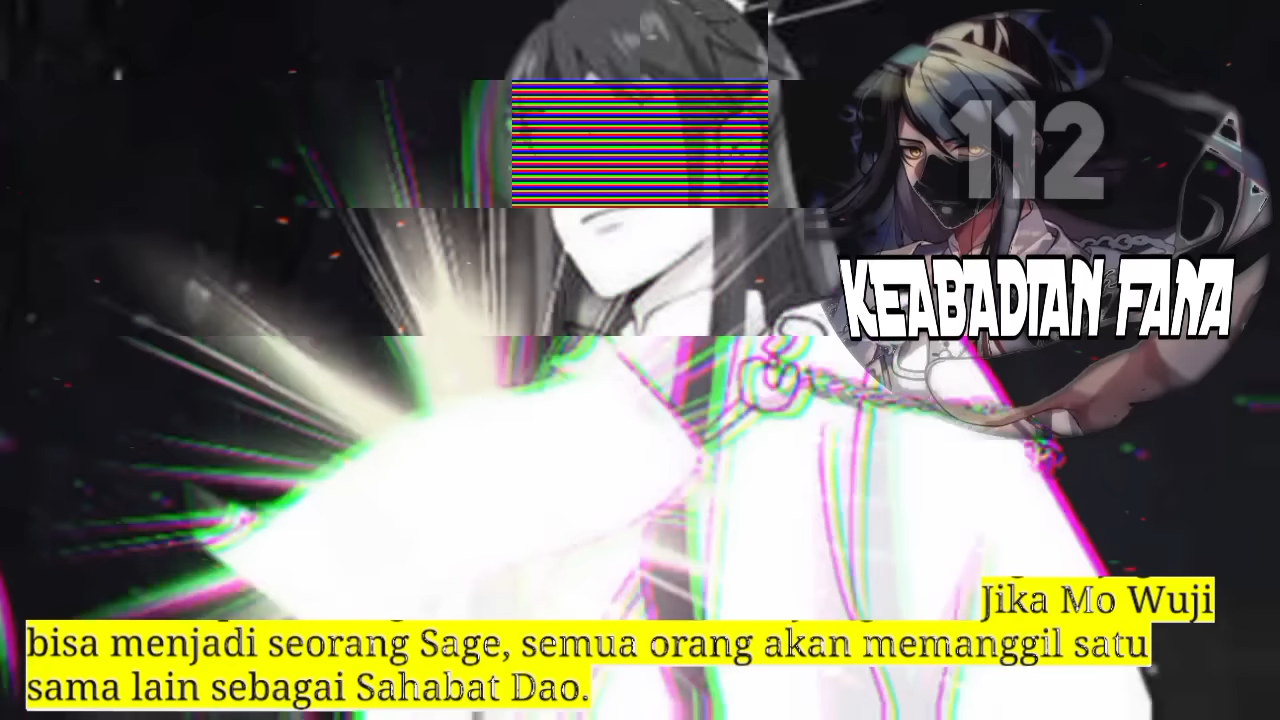 112
KEABADIAN FANA
Jika Mo Wuji
bisa menjadi seorang Sage, semua orang akan memanggil satu
sama lain sebagai Sahabat Dao.